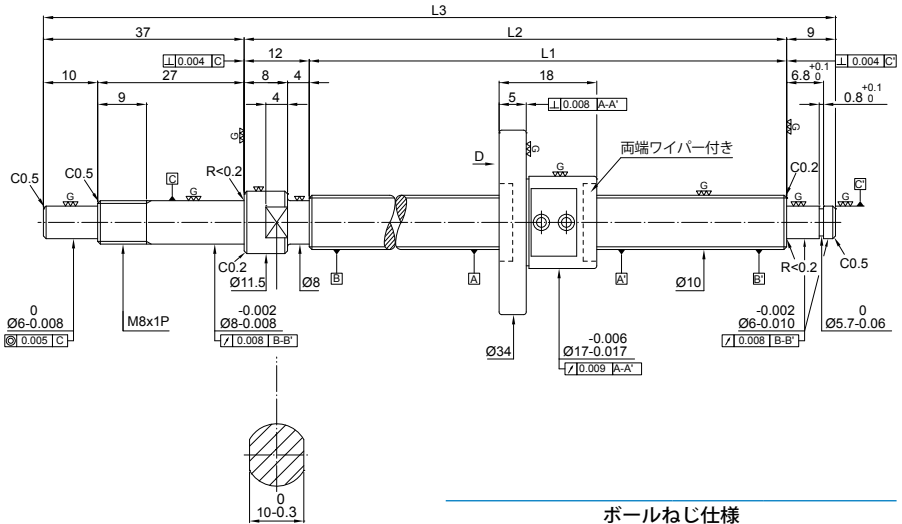 L3
37
L2
9
⊥ 0.004 C
12
L1
⊥ 0.004 C'
10
27
8
4
18
6.8 +0.1 0
9
4
5
⊥ 0.008 A-A'
0.8 +0.1 0
G
G
G
D
両端ワイパー付き
C0.5
C0.5
G
C
G
R<0.2
G
G
C0.2
G
C'
C0.2
Ø11.5
Ø8
B
A
A'
Ø10
B'
R<0.2
C0.5
0
Ø6-0.008
◎ 0.005 C
M8x1P
-0.002
Ø8-0.008
↗ 0.008 B-B'
Ø34
-0.006
Ø17-0.017
↗ 0.009 A-A'
-0.002
Ø6-0.010
↗ 0.008 B-B'
0
Ø5.7-0.06
0
10-0.3
ボールねじ仕様